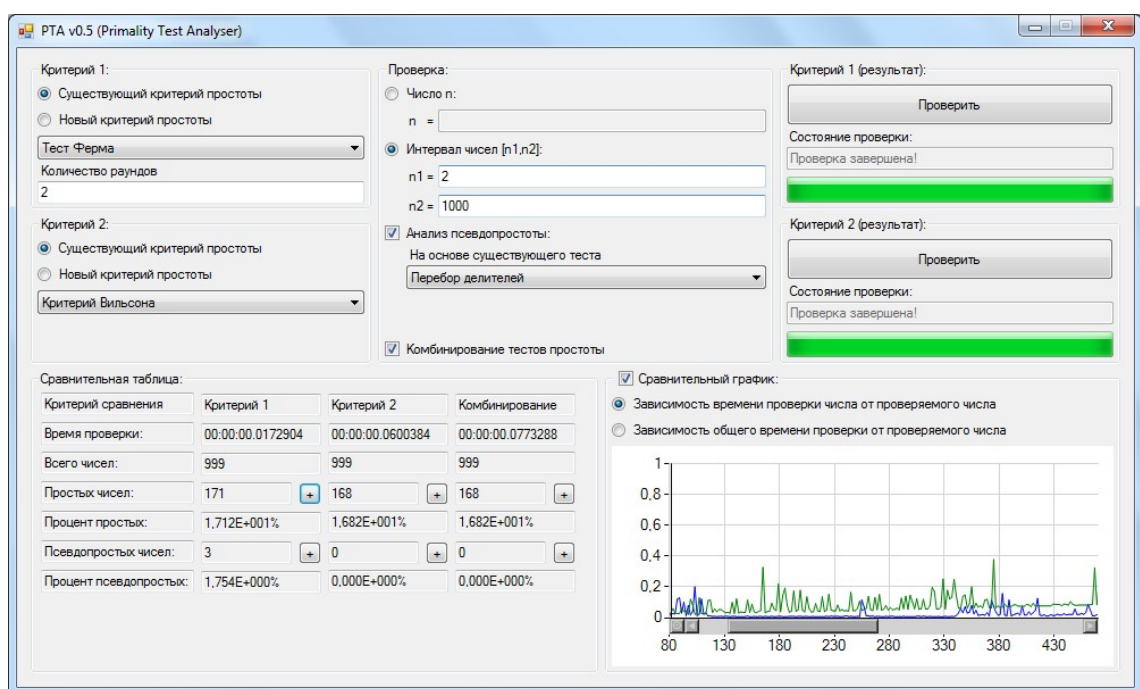 PTA v0.5 (Primality Test Analyser)
Критерий 1:
Существующий критерий простоты
Новый критерий простоты
Тест Ферма
Количество раундов
2
Критерий 2:
Существующий критерий простоты
Новый критерий простоты
Критерий Вильсона
Проверка:
Число n:
n =
Интервал чисел [n1,n2]:
n1 = 2
n2 = 1000
Анализ псевдопростоты:
На основе существующего теста
Перебор делителей
Комбинирование тестов простоты
Критерий 1 (результат):
Проверить
Состояние проверки:
Проверка завершена!
Критерий 2 (результат):
Проверить
Состояние проверки:
Проверка завершена!
Сравнительная таблица:
Критерий сравнения Критерий 1 Критерий 2 Комбинирование
Время проверки: 00:00:00.0172904 00:00:00.0600384 00:00:00.0773288
Всего чисел: 999 999 999
Простых чисел: 171 + 168 + 168 +
Процент простых: 1,712E+001% 1,682E+001% 1,682E+001%
Псевдопростых чисел: 3 + 0 + 0 +
Процент псевдопростых: 1,754E+000% 0,000E+000% 0,000E+000%
Сравнительный график:
Зависимость времени проверки числа от проверяемого числа
Зависимость общего времени проверки от проверяемого числа
1
0,8
0,6
0,4
0,2
0
80 130 180 230 280 330 380 430